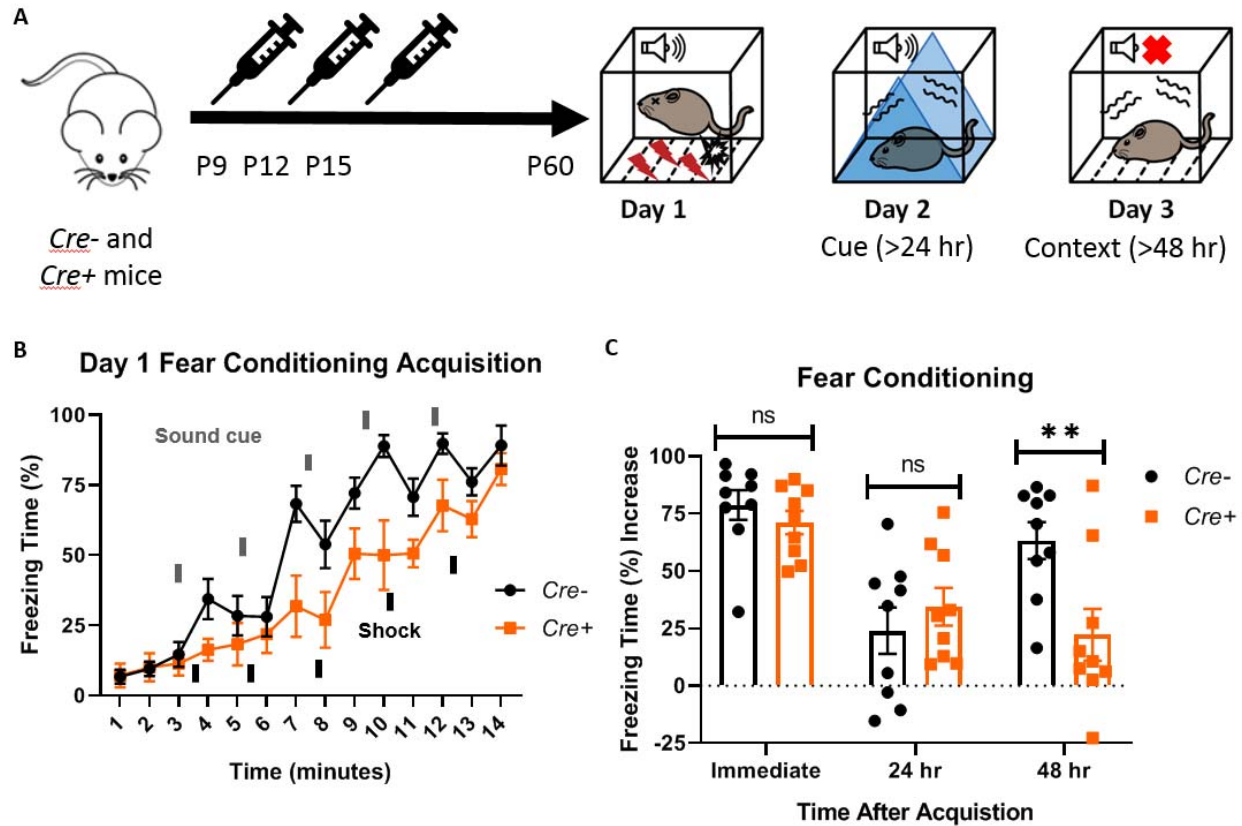 A
P9 P12 P15 P60
Cre- and
Cre+ mice
Day 1
Day 2
Cue (>24 hr)
Day 3
Context (>48 hr)
B
Day 1 Fear Conditioning Acquisition
Freezing Time (%)
100
75
50
25
0
Sound cue
Shock
Cre-
Cre+
1 2 3 4 5 6 7 8 9 10 11 12 13 14
Time (minutes)
C
Fear Conditioning
Freezing Time (%) Increase
100
75
50
25
0
-25
ns
ns
**
Cre-
Cre+
Immediate 24 hr 48 hr
Time After Acquistion